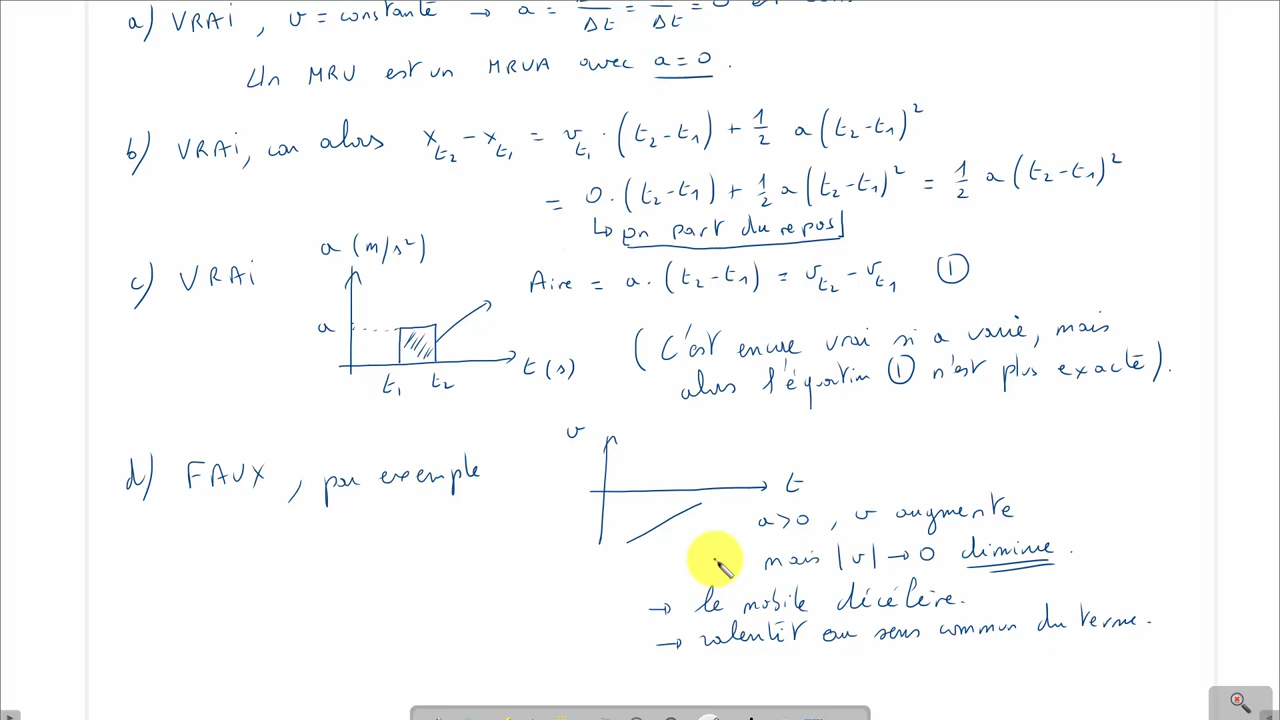 a) VRAI, v = constante → a = Δt = Δt = 0
Un MRU est un MRUA avec a = 0.
b) VRAI, car alors x_t2 - x_t1 = v_t1 · (t2 - t1) + 1/2 a (t2 - t1)²
= 0 · (t2 - t1) + 1/2 a (t2 - t1)² = 1/2 a (t2 - t1)²
↳ on part du repos
c) VRAI
a (m/s²)
a
t1 t2
t (s)
Aire = a · (t2 - t1) = v_t2 - v_t1 ①
(C'est encore vrai si a varie, mais
alors l'équation ① n'est plus exacte).
d) FAUX, par exemple
v
t
a > 0, v augmente
mais |v| → 0 diminue.
→ le mobile décélère.
→ ralentit au sens commun du terme.